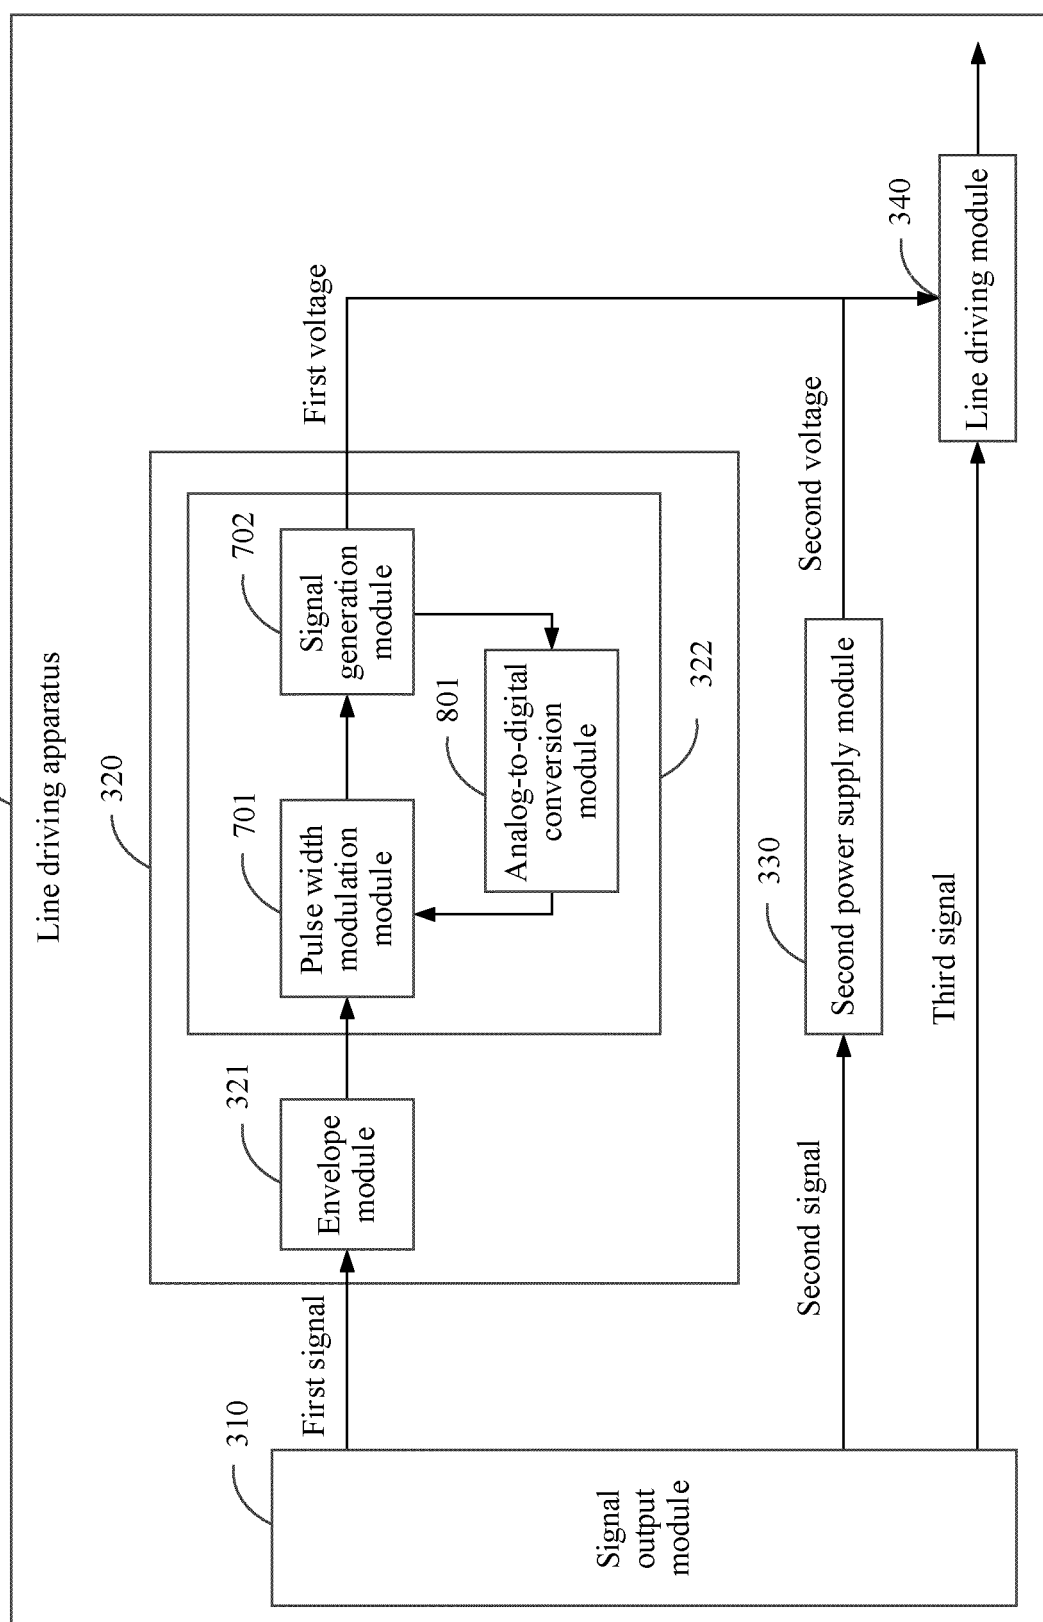 Line driving apparatus
310
Signal
output
module
First signal
320
321
Envelope
module
701
Pulse width
modulation
module
702
Signal
generation
module
801
Analog-to-digital
conversion
module
322
First voltage
Second signal
330
Second power supply module
Second voltage
Third signal
340
Line driving module